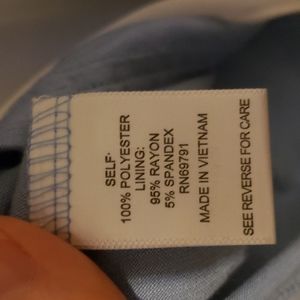 SELF:
100% POLYESTER
LINING:
95% RAYON
5% SPANDEX
RN69791
MADE IN VIETNAM
SEE REVERSE FOR CARE